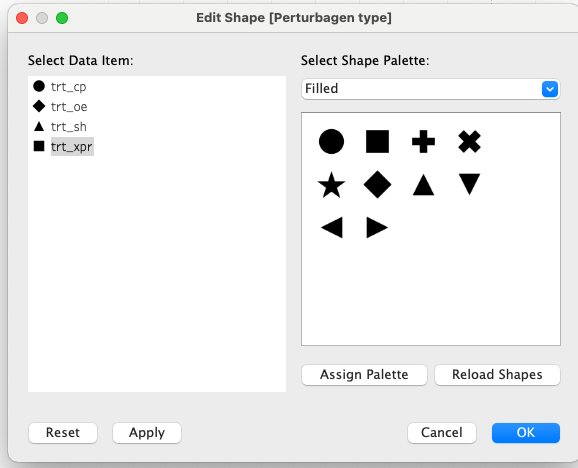 Edit Shape [Perturbagen type]
Select Data Item:
trt_cp
trt_oe
trt_sh
trt_xpr
Select Shape Palette:
Filled
Assign Palette
Reload Shapes
Reset
Apply
Cancel
OK